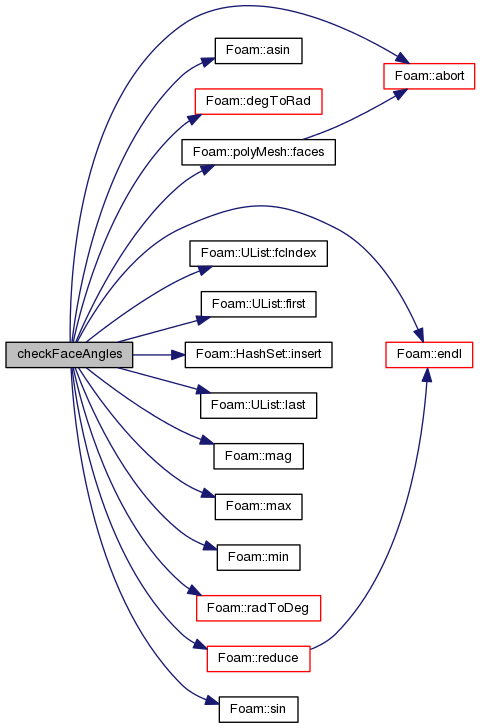 Foam::asin
Foam::abort
Foam::degToRad
Foam::polyMesh::faces
Foam::UList::fcIndex
Foam::UList::first
checkFaceAngles
Foam::HashSet::insert
Foam::endl
Foam::UList::last
Foam::mag
Foam::max
Foam::min
Foam::radToDeg
Foam::reduce
Foam::sin